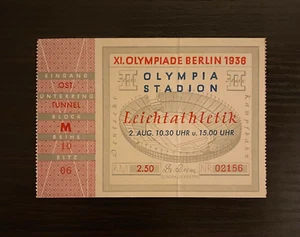 EINGANG
OST.
UNTERRING
TUNNEL
BLOCK
M
REIHE
10
SITZ
06
XI. OLYMPIADE BERLIN 1936
OLYMPIA
STADION
Leichtathletik
2. AUG. 10.30 UHR u. 15.00 UHR
2.50
02156